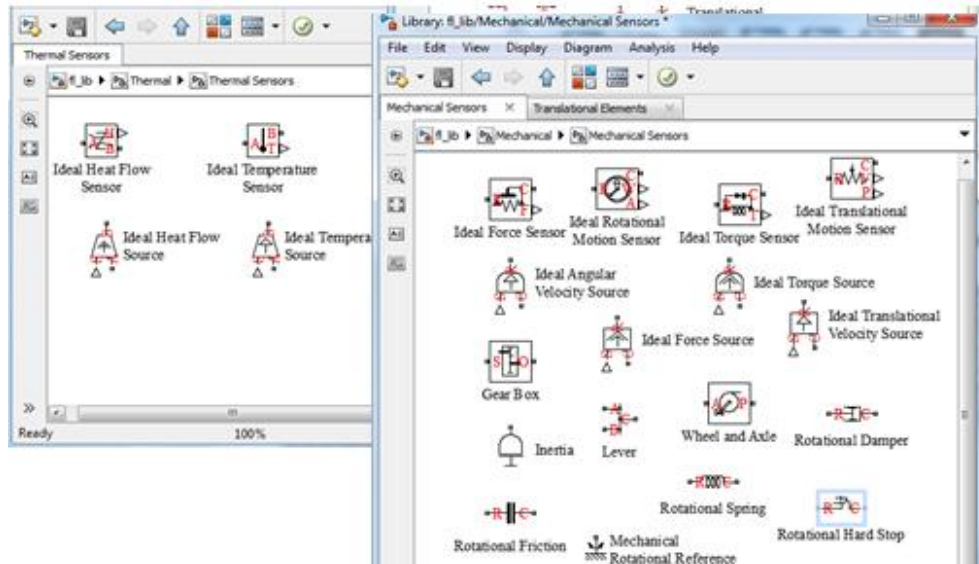 Translational
Library: fl_lib/Mechanical/Mechanical Sensors *
File Edit View Display Diagram Analysis Help
Thermal Sensors
fl_lib Thermal Thermal Sensors
Mechanical Sensors Translational Elements
fl_lib Mechanical Mechanical Sensors
Ideal Heat Flow
Sensor
Ideal Temperature
Sensor
Ideal Heat Flow
Source
Ideal Tempera
Source
Ready 100%
Ideal Force Sensor
Ideal Rotational
Motion Sensor
Ideal Torque Sensor
Ideal Translational
Motion Sensor
Ideal Angular
Velocity Source
Ideal Torque Source
Ideal Force Source
Ideal Translational
Velocity Source
S O
Gear Box
Inertia
Lever
A P
Wheel and Axle
R C
Rotational Damper
R C
Rotational Spring
R C
Rotational Hard Stop
R C
Rotational Friction
Mechanical
Rotational Reference